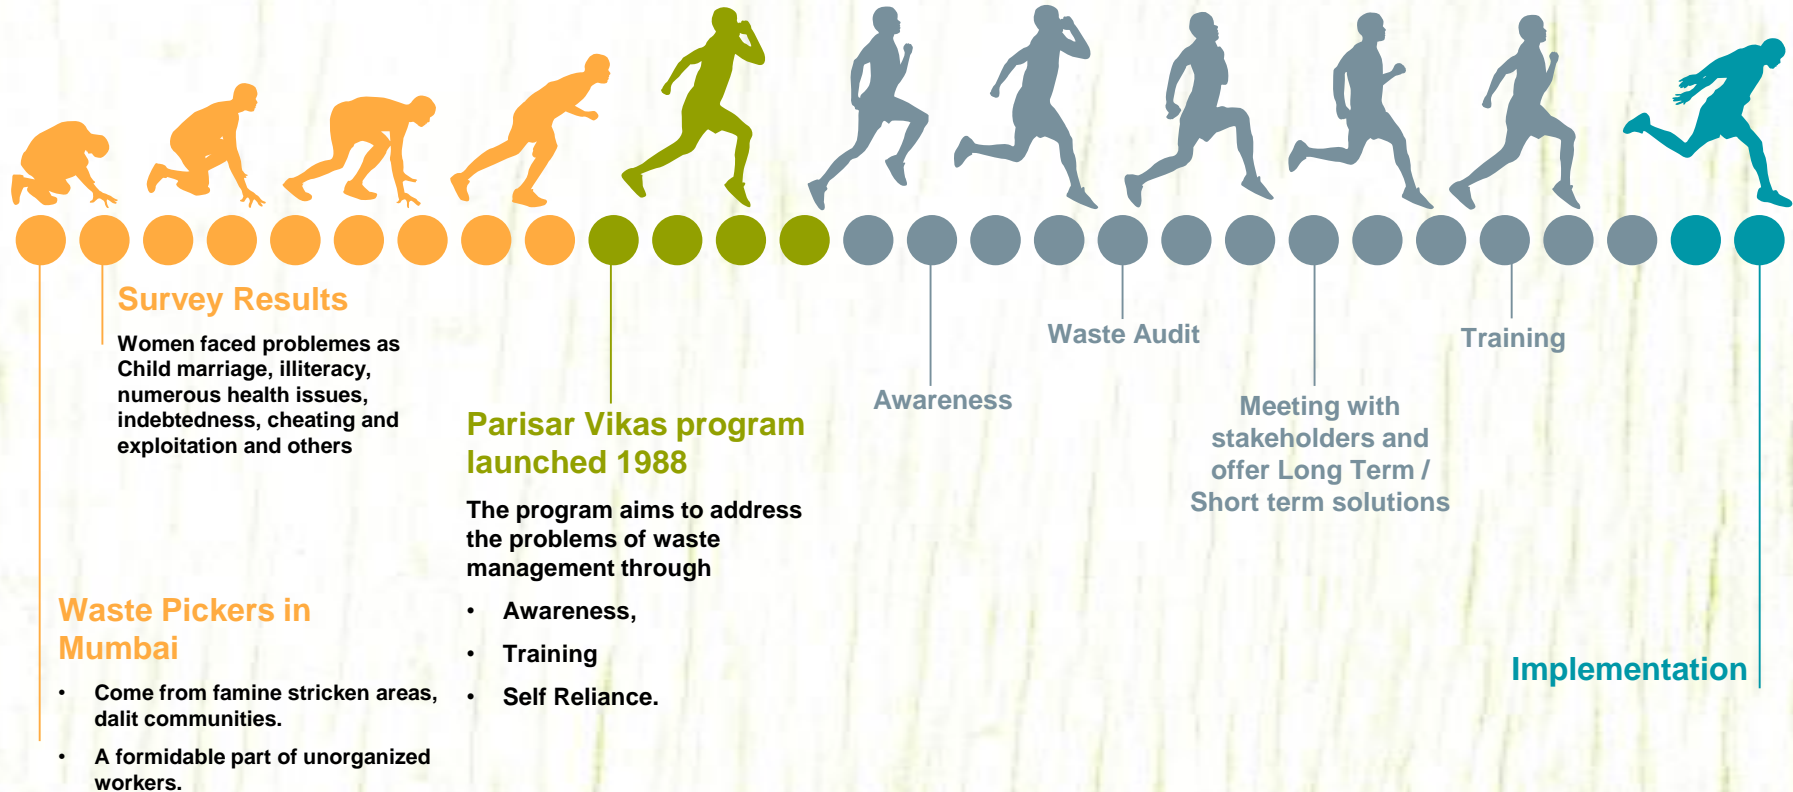 Survey Results
Women faced problemes as
Child marriage, illiteracy,
numerous health issues,
indebtedness, cheating and
exploitation and others
Waste Pickers in
Mumbai
• Come from famine stricken areas,
dalit communities.
• A formidable part of unorganized
workers.
Parisar Vikas program
launched 1988
The program aims to address
the problems of waste
management through
• Awareness,
• Training
• Self Reliance.
Awareness
Waste Audit
Meeting with
stakeholders and
offer Long Term /
Short term solutions
Training
Implementation